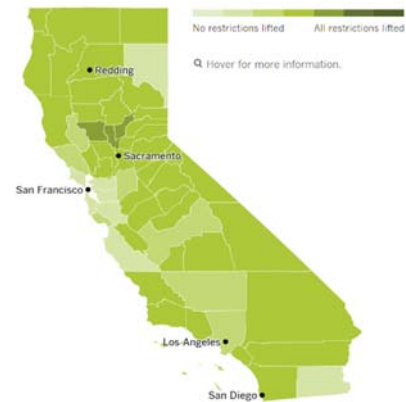 No restrictions lifted All restrictions lifted
Hover for more information.
Redding
Sacramento
San Francisco
Los Angeles
San Diego